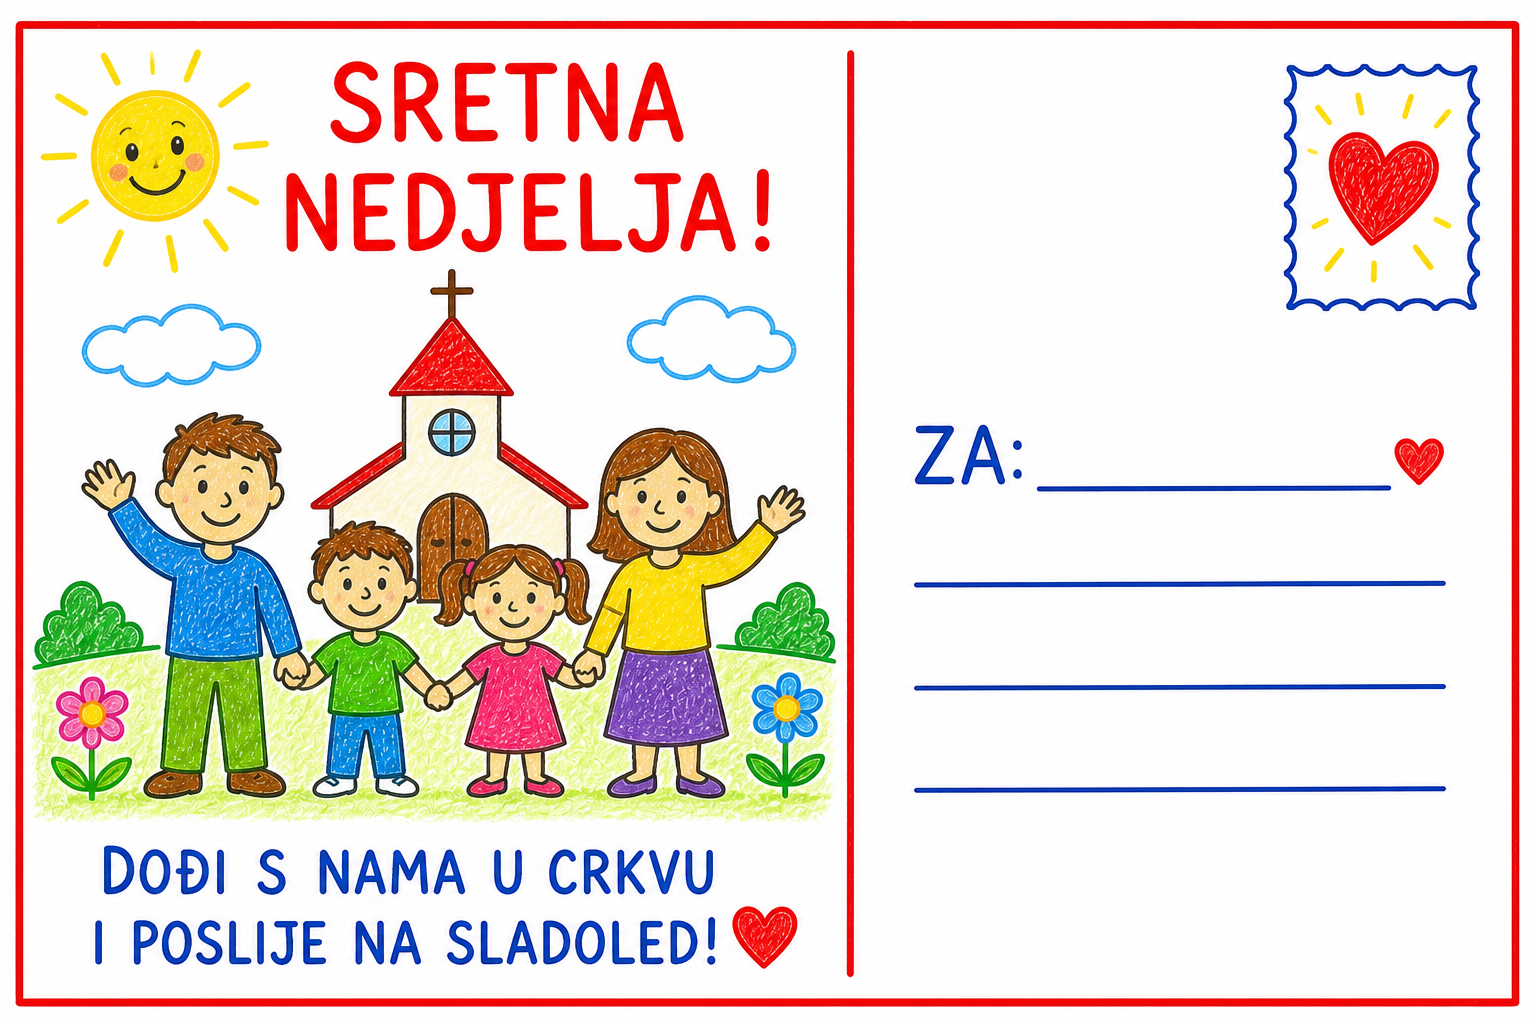 SRETNA
NEDJELJA!
DOĐI S NAMA U CRKVU
I POSLIJE NA SLADOLED!
ZA: